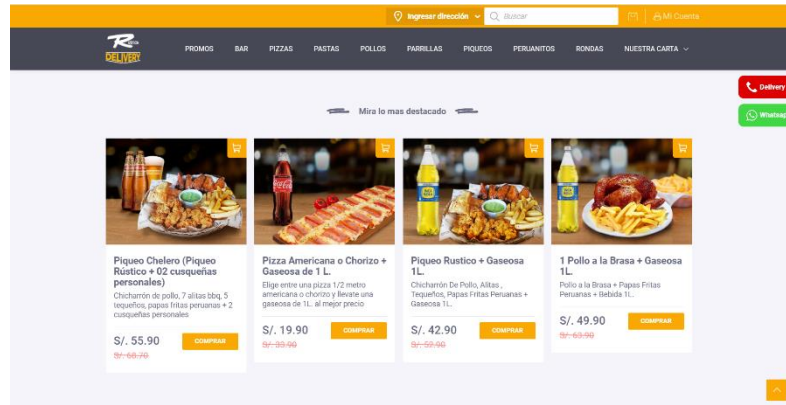 Ingresar dirección
Buscar
Mi Cuenta
R
DELIVERY
PROMOS BAR PIZZAS PASTAS POLLOS PARRILLAS PIQUEOS PERUANITOS RONDAS NUESTRA CARTA
Delivery
Whatsap
Mira lo mas destacado
Piqueo Chelero (Piqueo
Rústico + 02 cusqueñas
personales)
Chicharrón de pollo, 7 alitas bbq, 5
tequeños, papas fritas peruanas + 2
cusqueñas personales
S/. 55.90
COMPRAR
S/. 68.70
Pizza Americana o Chorizo +
Gaseosa de 1 L.
Elige entre una pizza 1/2 metro
americana o chorizo y llevate una
gaseosa de 1L. al mejor precio
S/. 19.90
COMPRAR
S/. 33.90
Piqueo Rustico + Gaseosa
1L.
Chicharrón De Pollo, Alitas ,
Tequeños, Papas Fritas Peruanas +
Gaseosa 1L.
S/. 42.90
COMPRAR
S/. 59.90
1 Pollo a la Brasa + Gaseosa
1L.
Pollo a la Brasa + Papas Fritas
Peruanas + Bebida 1L.
S/. 49.90
COMPRAR
S/. 63.90